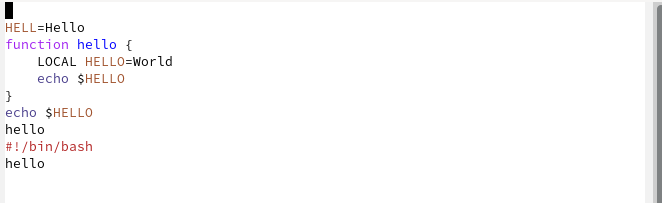 HELL=Hello
function hello {
    LOCAL HELLO=World
    echo $HELLO
}
echo $HELLO
hello
#!/bin/bash
hello